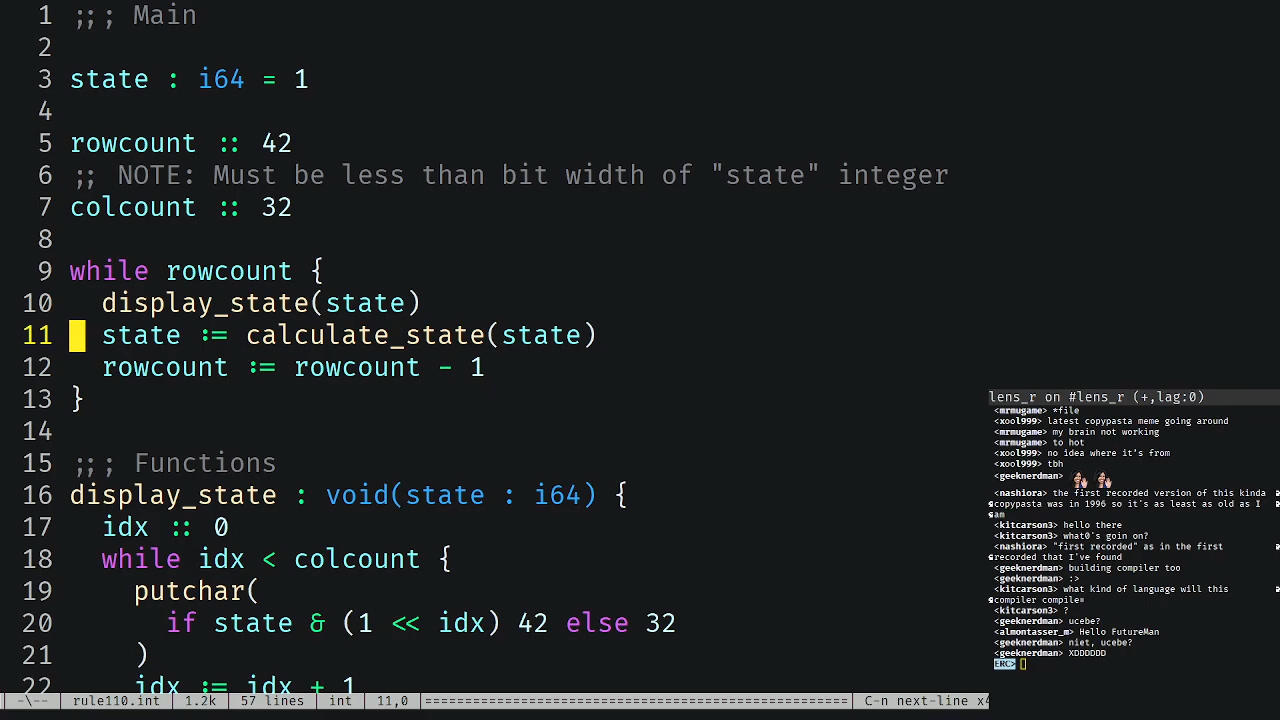 1 ;;; Main
2
3 state : i64 = 1
4
5 rowcount :: 42
6 ;; NOTE: Must be less than bit width of "state" integer
7 colcount :: 32
8
9 while rowcount {
10 display_state(state)
11 state := calculate_state(state)
12 rowcount := rowcount - 1
13 }
14
15 ;;; Functions
16 display_state : void(state : i64) {
17 idx :: 0
18 while idx < colcount {
19 putchar(
20 if state & (1 << idx) 42 else 32
21 )
22 idx := idx + 1
-\-- rule110.int 1.2k 57 lines int 11,0 C-n next-line x4
lens_r on #lens_r (+,lag:0)
<mrmugame> *file
<xool999> latest copypasta meme going around
<mrmugame> my brain not working
<mrmugame> to hot
<xool999> no idea where it's from
<xool999> tbh
<geeknerdman>
<nashiora> the first recorded version of this kinda
copypasta was in 1996 so it's as least as old as I
am
<kitcarson3> hello there
<kitcarson3> what0's goin on?
<nashiora> "first recorded" as in the first
recorded that I've found
<geeknerdman> building compiler too
<geeknerdman> :>
<kitcarson3> what kind of language will this
compiler compile=
<kitcarson3> ?
<geeknerdman> ucebe?
<almontasser_m> Hello FutureMan
<geeknerdman> niet, ucebe?
<geeknerdman> XDDDDDD
ERC>